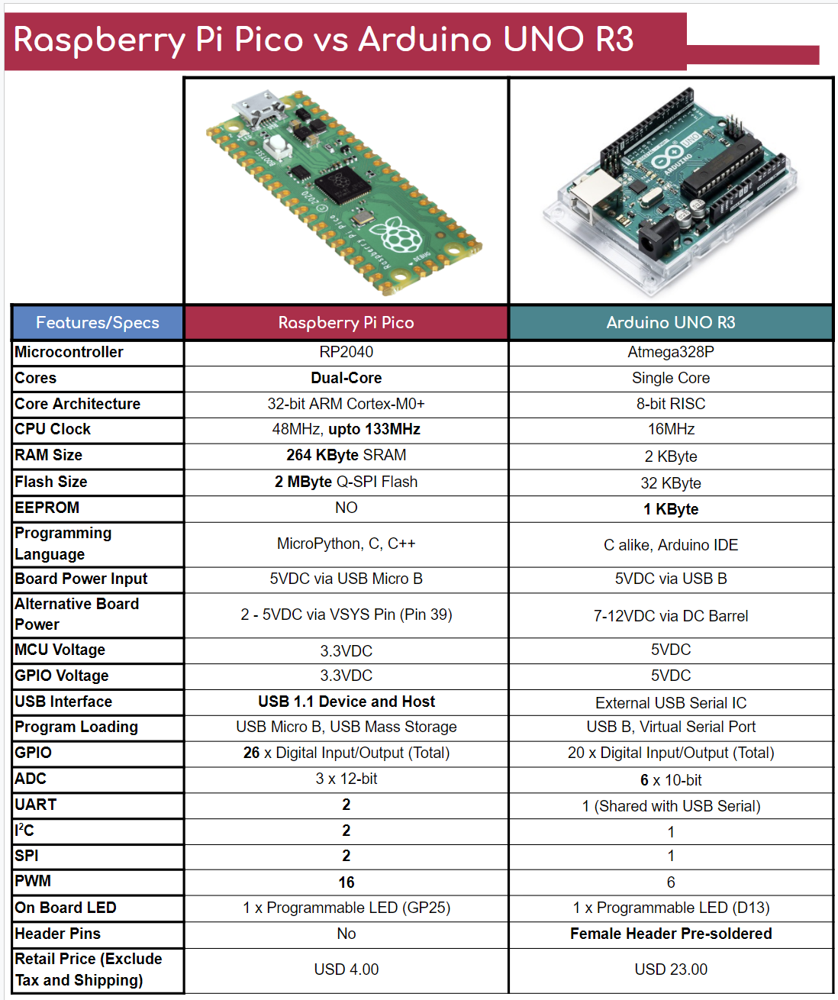 Raspberry Pi Pico vs Arduino UNO R3
BOOTSEL
LED
© 2020
Raspberry Pi Pico
DEBUG
ARDUINO
UNO
Features/Specs Raspberry Pi Pico Arduino UNO R3
Microcontroller RP2040 Atmega328P
Cores Dual-Core Single Core
Core Architecture 32-bit ARM Cortex-M0+ 8-bit RISC
CPU Clock 48MHz, upto 133MHz 16MHz
RAM Size 264 KByte SRAM 2 KByte
Flash Size 2 MByte Q-SPI Flash 32 KByte
EEPROM NO 1 KByte
Programming
Language MicroPython, C, C++ C alike, Arduino IDE
Board Power Input 5VDC via USB Micro B 5VDC via USB B
Alternative Board
Power 2 - 5VDC via VSYS Pin (Pin 39) 7-12VDC via DC Barrel
MCU Voltage 3.3VDC 5VDC
GPIO Voltage 3.3VDC 5VDC
USB Interface USB 1.1 Device and Host External USB Serial IC
Program Loading USB Micro B, USB Mass Storage USB B, Virtual Serial Port
GPIO 26 x Digital Input/Output (Total) 20 x Digital Input/Output (Total)
ADC 3 x 12-bit 6 x 10-bit
UART 2 1 (Shared with USB Serial)
I²C 2 1
SPI 2 1
PWM 16 6
On Board LED 1 x Programmable LED (GP25) 1 x Programmable LED (D13)
Header Pins No Female Header Pre-soldered
Retail Price (Exclude
Tax and Shipping) USD 4.00 USD 23.00